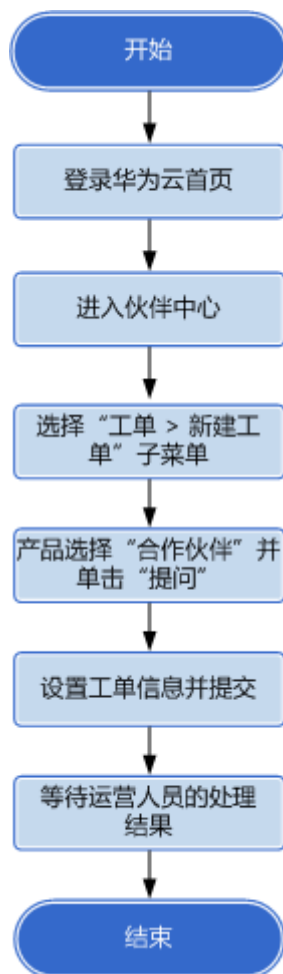 开始
登录华为云首页
进入伙伴中心
选择“工单 > 新建工
单”子菜单
产品选择“合作伙伴”并
单击“提问”
设置工单信息并提交
等待运营人员的处理
结果
结束